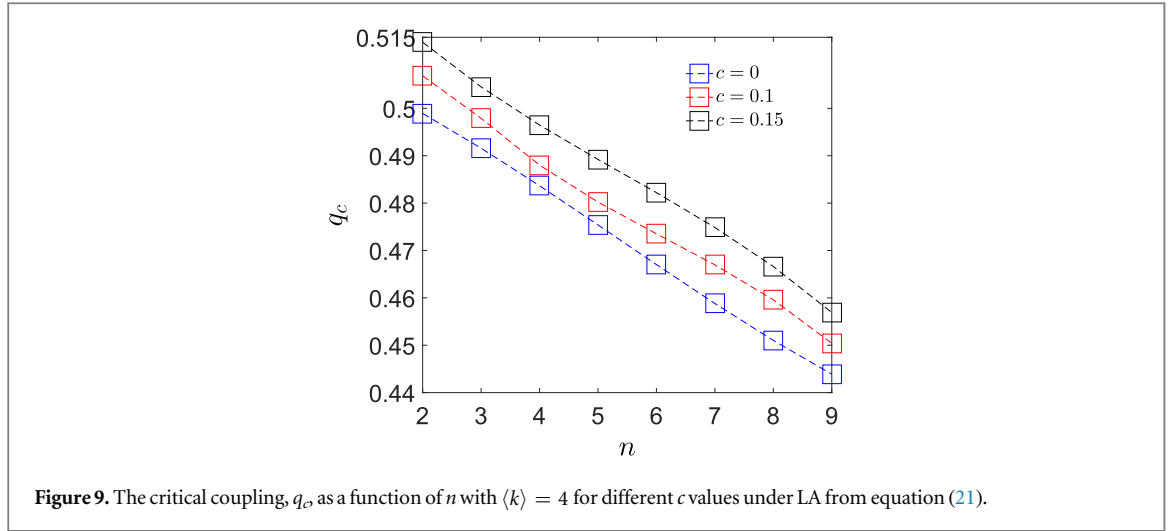 0.515
0.5
0.49
0.48
0.47
0.46
0.45
0.44
q_c
2 3 4 5 6 7 8 9
n
c = 0
c = 0.1
c = 0.15
Figure 9. The critical coupling, q_c, as a function of n with ⟨k⟩ = 4 for different c values under LA from equation (21).